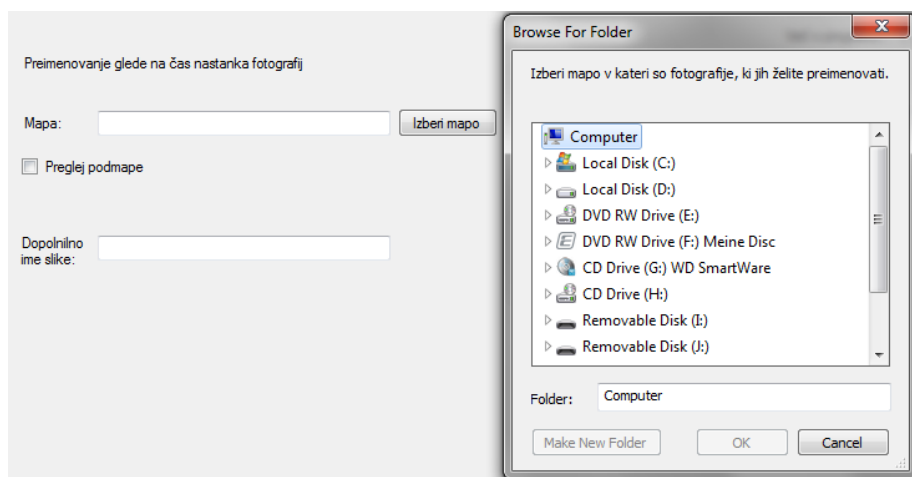 Preimenovanje glede na čas nastanka fotografij
Mapa:
Izberi mapo
Preglej podmape
Dopolnilno
ime slike:
Browse For Folder
Izberi mapo v kateri so fotografije, ki jih želite preimenovati.
Computer
Local Disk (C:)
Local Disk (D:)
DVD RW Drive (E:)
DVD RW Drive (F:) Meine Disc
CD Drive (G:) WD SmartWare
CD Drive (H:)
Removable Disk (I:)
Removable Disk (J:)
Folder: Computer
Make New Folder OK Cancel